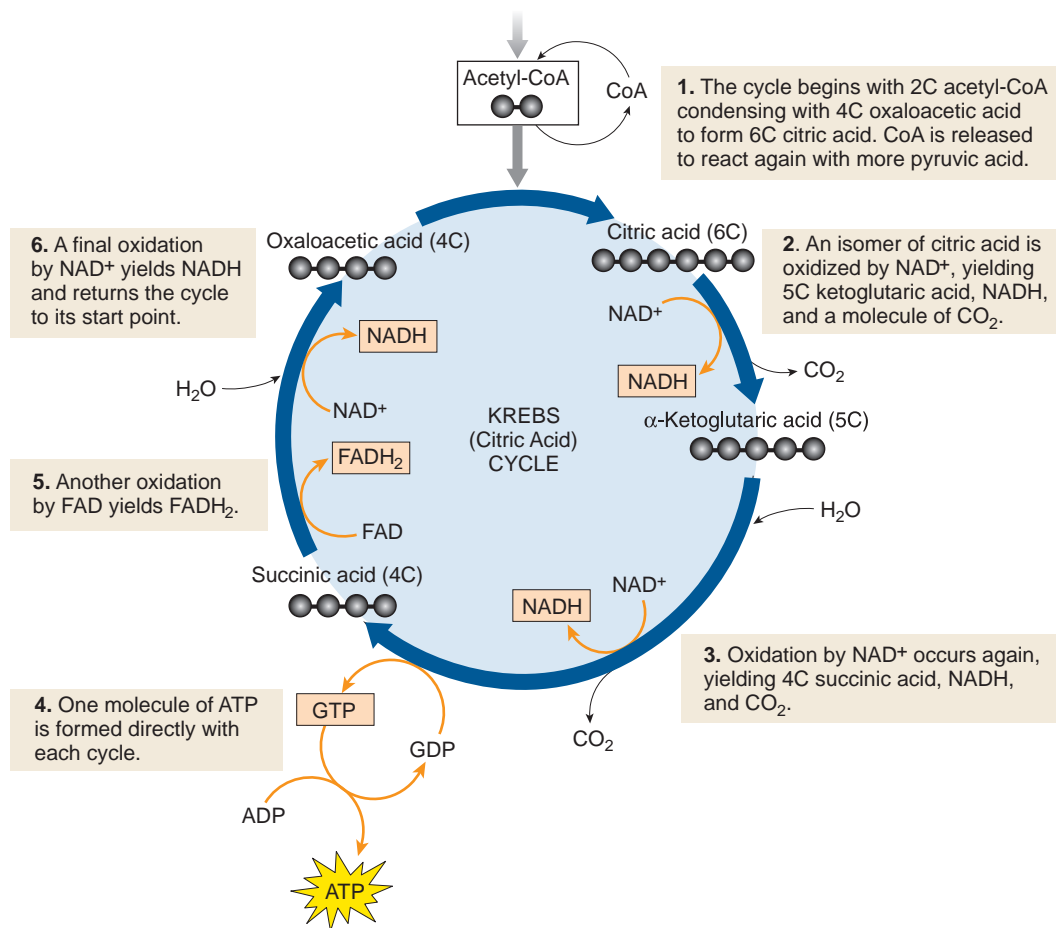 Acetyl-CoA
CoA
1. The cycle begins with 2C acetyl-CoA
condensing with 4C oxaloacetic acid
to form 6C citric acid. CoA is released
to react again with more pyruvic acid.
6. A final oxidation
by NAD⁺ yields NADH
and returns the cycle
to its start point.
Oxaloacetic acid (4C)
Citric acid (6C)
2. An isomer of citric acid is
oxidized by NAD⁺, yielding
5C ketoglutaric acid, NADH,
and a molecule of CO₂.
NAD⁺
NADH
CO₂
NADH
NAD⁺
H₂O
α-Ketoglutaric acid (5C)
KREBS
(Citric Acid)
CYCLE
FADH₂
FAD
5. Another oxidation
by FAD yields FADH₂.
H₂O
Succinic acid (4C)
NAD⁺
NADH
CO₂
3. Oxidation by NAD⁺ occurs again,
yielding 4C succinic acid, NADH,
and CO₂.
4. One molecule of ATP
is formed directly with
each cycle.
GTP
GDP
ADP
ATP